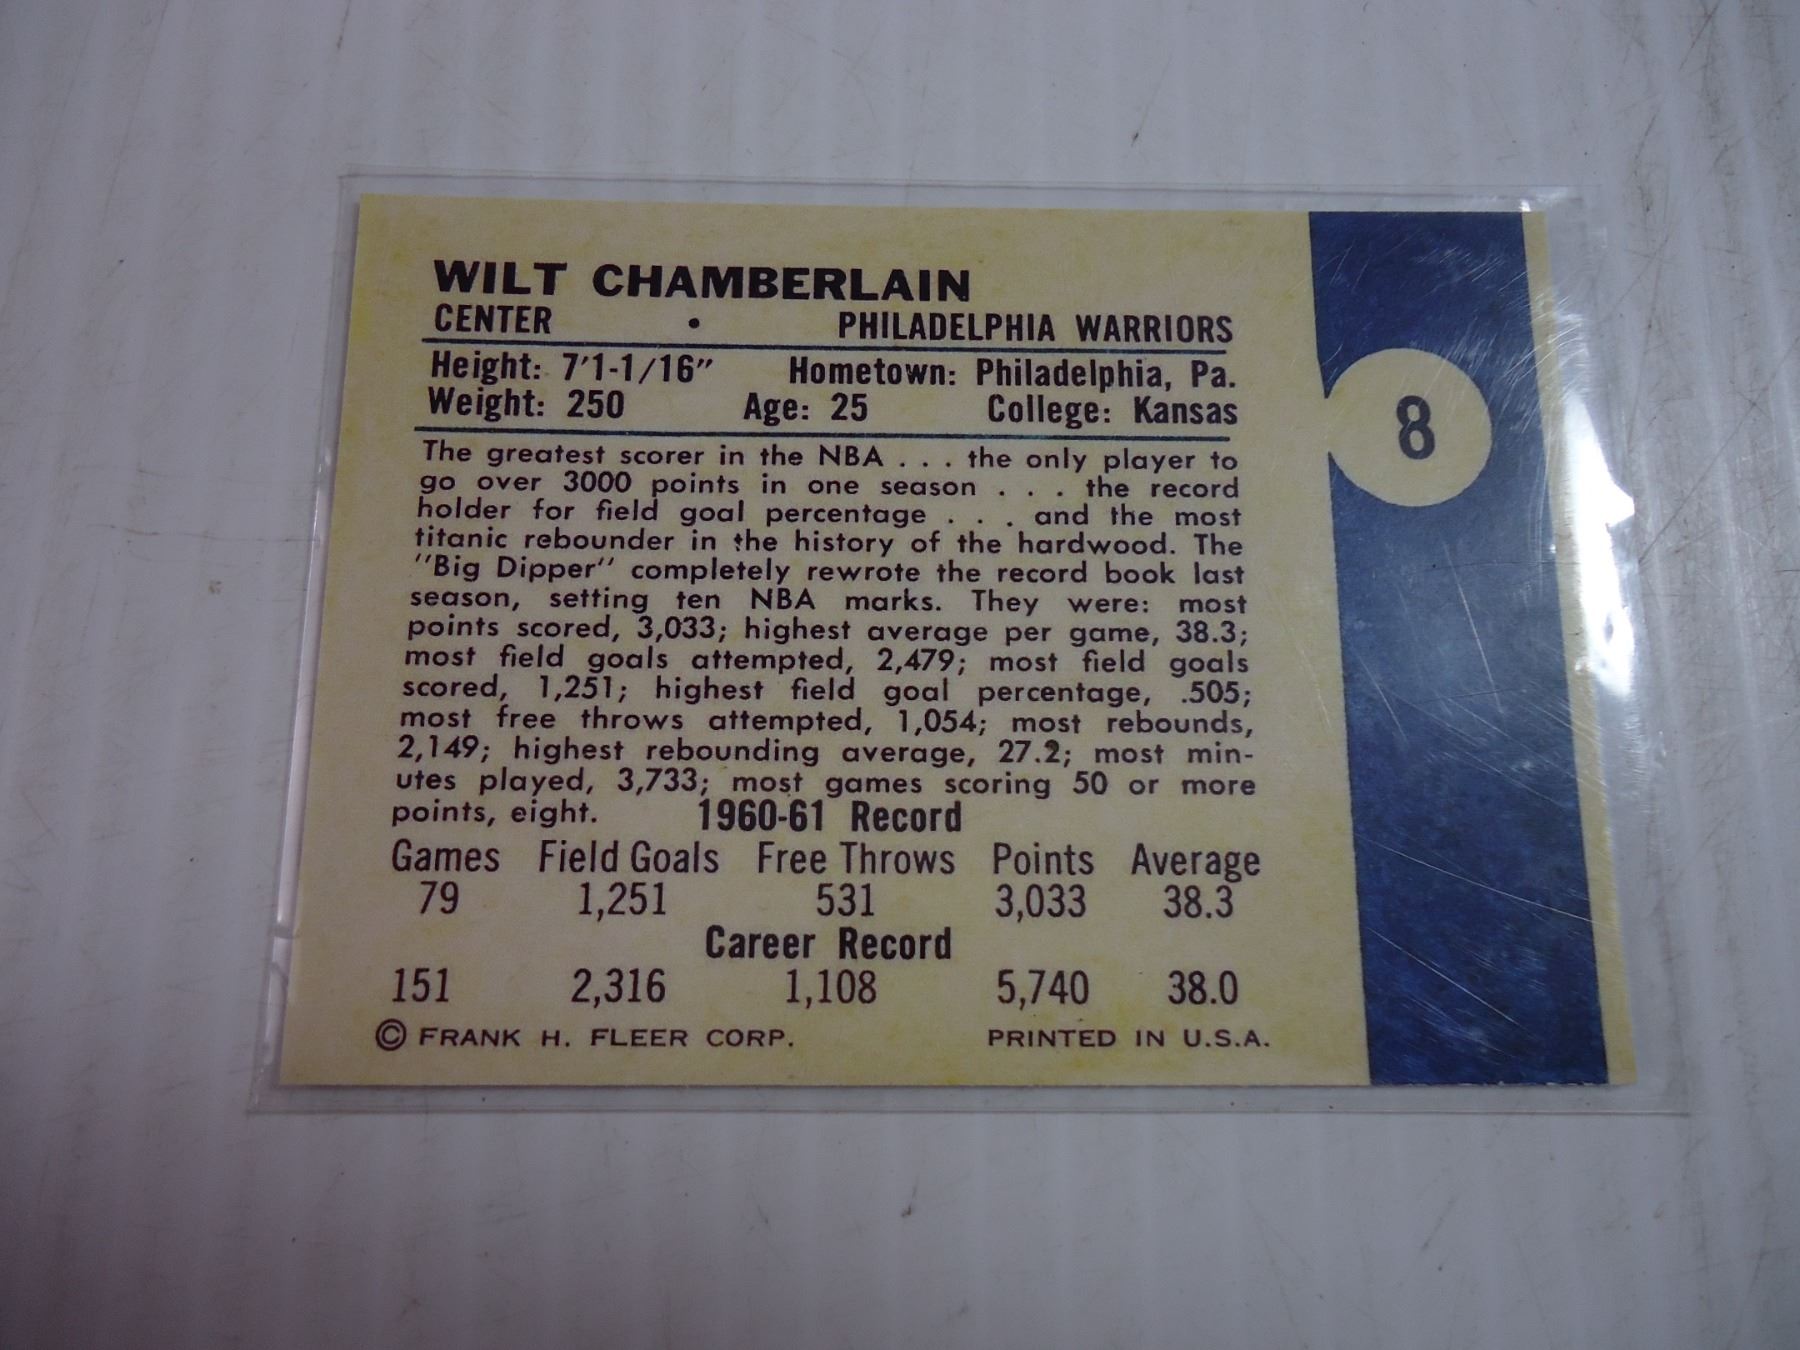 WILT CHAMBERLAIN
CENTER • PHILADELPHIA WARRIORS
Height: 7'1-1/16" Hometown: Philadelphia, Pa.
Weight: 250 Age: 25 College: Kansas
8
The greatest scorer in the NBA . . . the only player to
go over 3000 points in one season . . . the record
holder for field goal percentage . . . and the most
titanic rebounder in the history of the hardwood. The
"Big Dipper" completely rewrote the record book last
season, setting ten NBA marks. They were: most
points scored, 3,033; highest average per game, 38.3;
most field goals attempted, 2,479; most field goals
scored, 1,251; highest field goal percentage, .505;
most free throws attempted, 1,054; most rebounds,
2,149; highest rebounding average, 27.2; most min-
utes played, 3,733; most games scoring 50 or more
points, eight. 1960-61 Record
Games Field Goals Free Throws Points Average
79 1,251 531 3,033 38.3
Career Record
151 2,316 1,108 5,740 38.0
© FRANK H. FLEER CORP. PRINTED IN U.S.A.